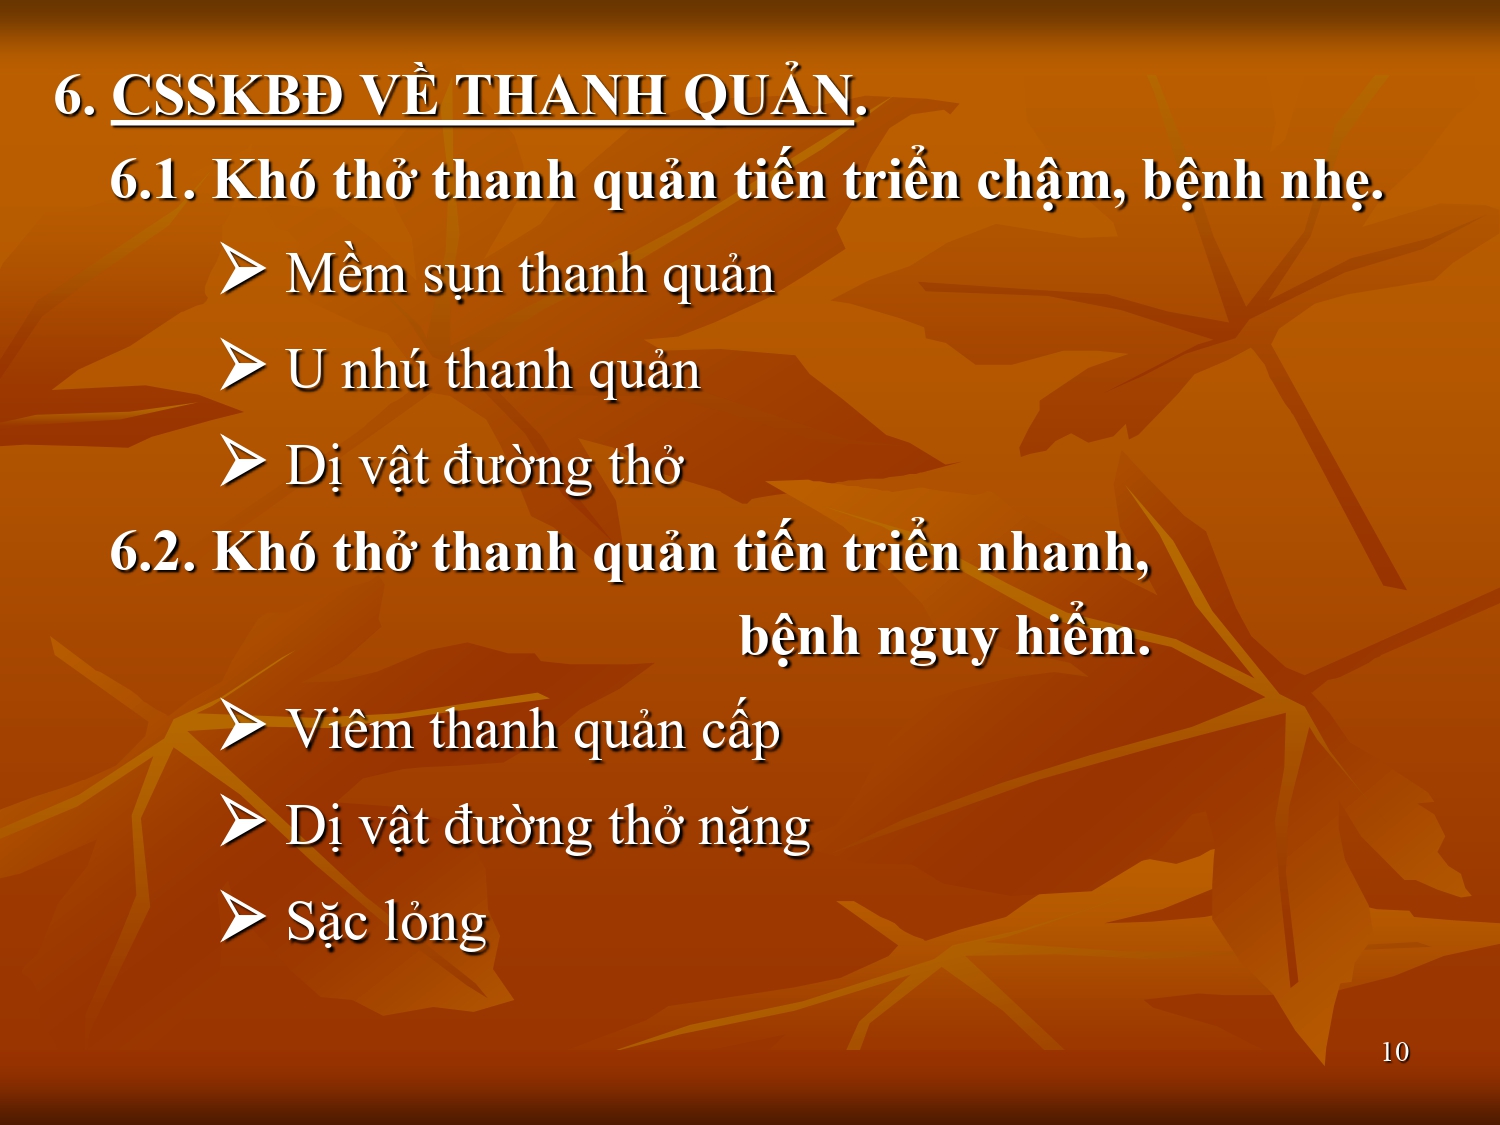 6. CSSKBĐ VỀ THANH QUẢN.
6.1. Khó thở thanh quản tiến triển chậm, bệnh nhẹ.
➢ Mềm sụn thanh quản
➢ U nhú thanh quản
➢ Dị vật đường thở
6.2. Khó thở thanh quản tiến triển nhanh,
bệnh nguy hiểm.
➢ Viêm thanh quản cấp
➢ Dị vật đường thở nặng
➢ Sặc lỏng
10